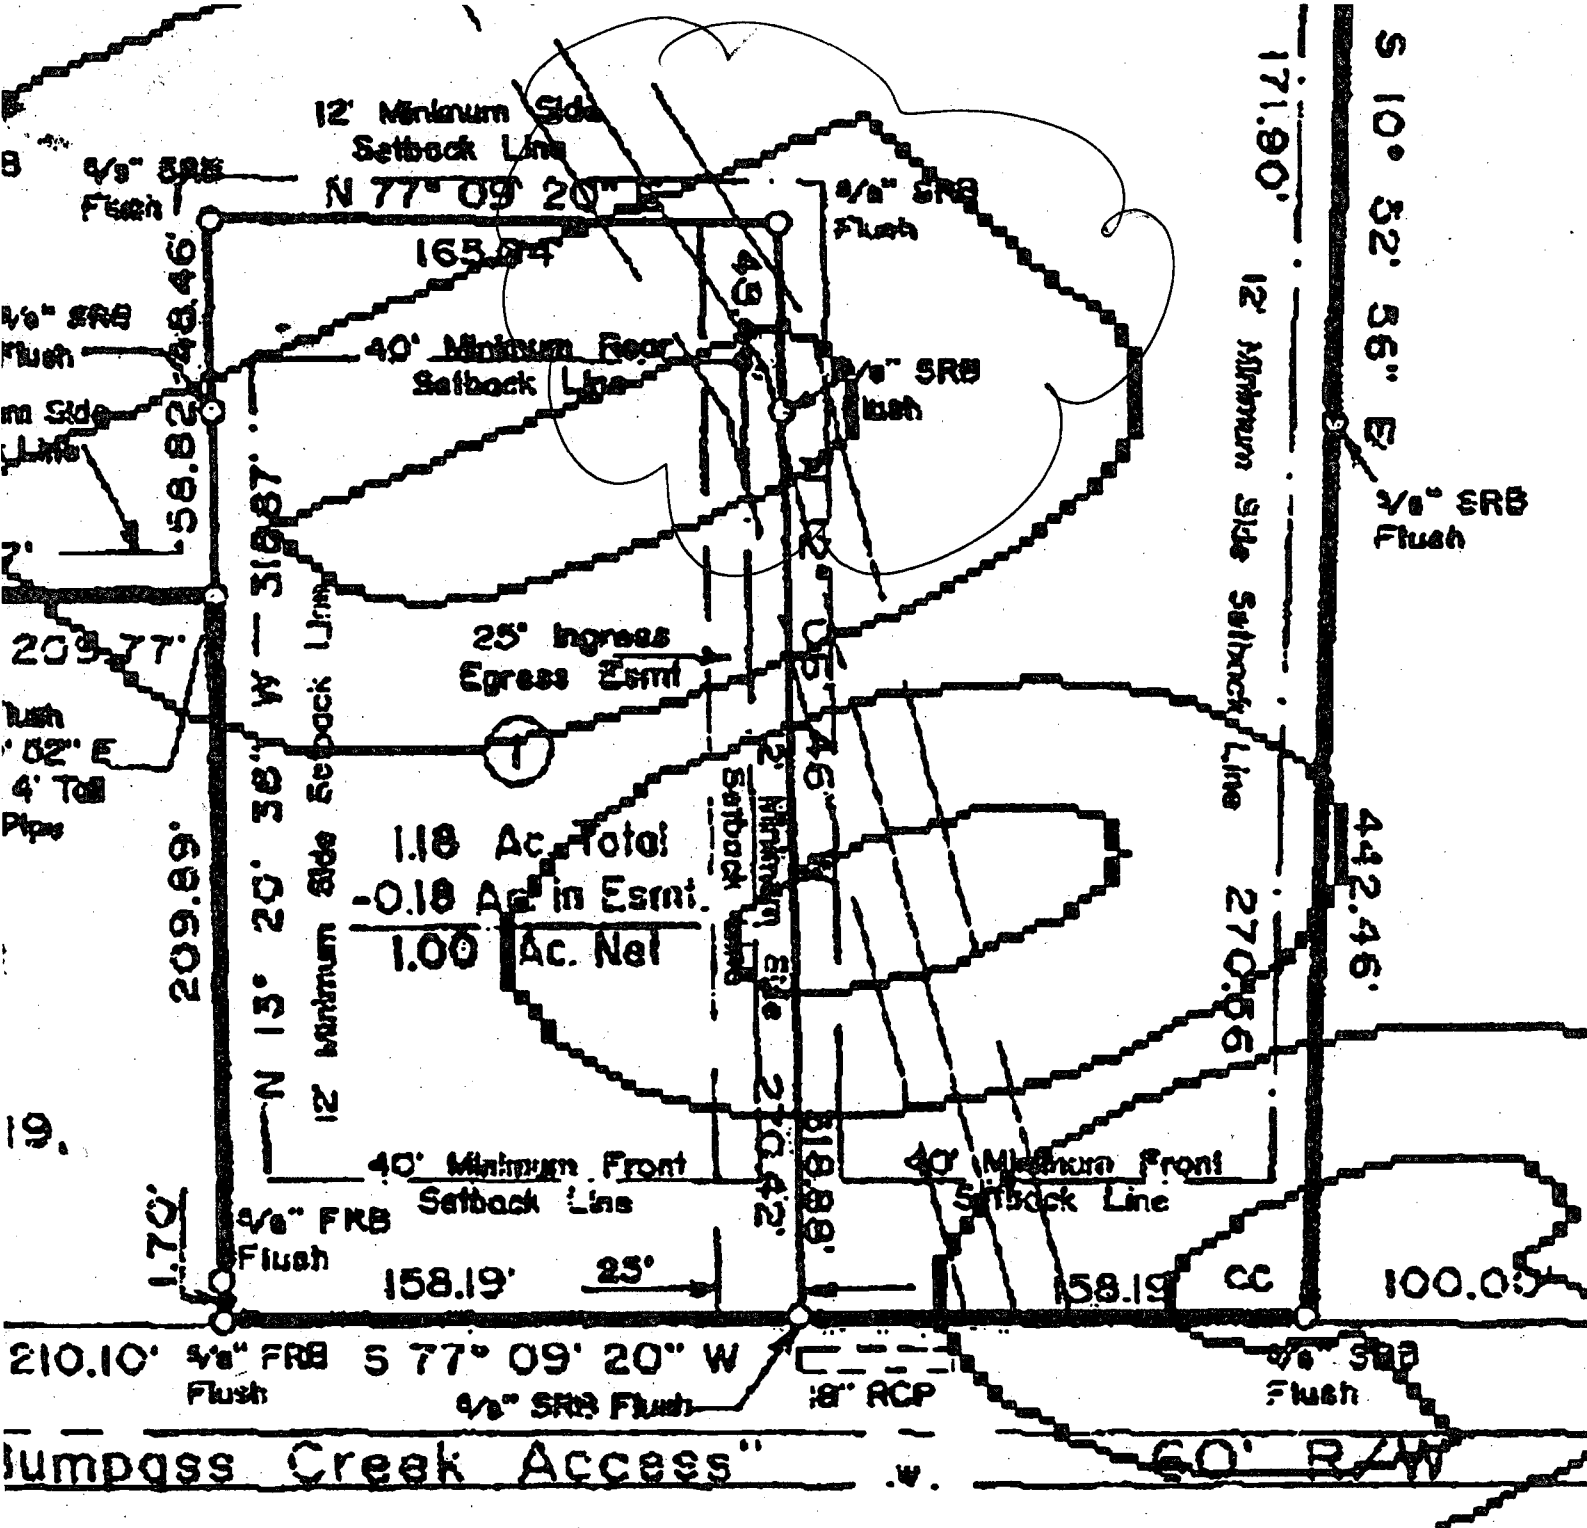 12' Minimum Side
Setback Line
N 77° 09' 20"
5/8" SRB
Flush
5/8" SRB
Flush
48.46'
5/8" SRB
Flush
40' Minimum Rear
Setback Line
SRB
m Side
Line
58.82'
N 13° 20' 38" W — 318.87'
12' Minimum Side Setback Line
209.77'
25' Ingress
Egress Esmt
02" E
4' Tall
Pipe
1
1.18 Ac. Total
-0.18 Ac. in Esmt.
1.00 Ac. Net
209.89'
12' Minimum Side
Setback Line
270.42'
318.88'
S 10° 52' 56" E
171.90'
12' Minimum Side Setback Line
270.56
442.46'
5/8" SRB
Flush
19.
40' Minimum Front
Setback Line
40' Minimum Front
Setback Line
1.70'
5/8" FRB
Flush
158.19'
25'
158.19
CC
100.00'
210.10'
5/8" FRB
Flush
S 77° 09' 20" W
5/8" SRB Flush
18" RCP
5/8" SRB
Flush
lumpass Creek Access"
60' R/W